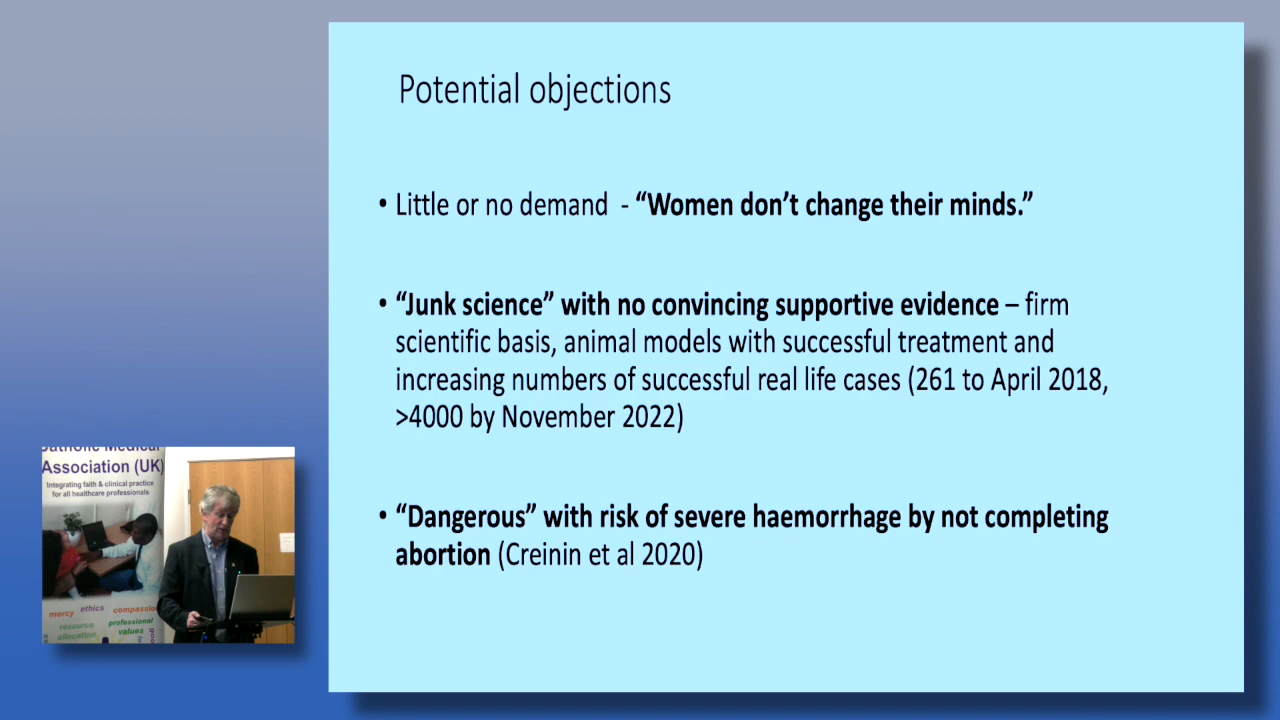 Potential objections
• Little or no demand - “Women don’t change their minds.”
• “Junk science” with no convincing supportive evidence – firm
scientific basis, animal models with successful treatment and
increasing numbers of successful real life cases (261 to April 2018,
>4000 by November 2022)
• “Dangerous” with risk of severe haemorrhage by not completing
abortion (Creinin et al 2020)
Catholic Medical
Association (UK)
Integrating faith & clinical practice
for all healthcare professionals
mercy ethics compassio
resource professional
allocation values